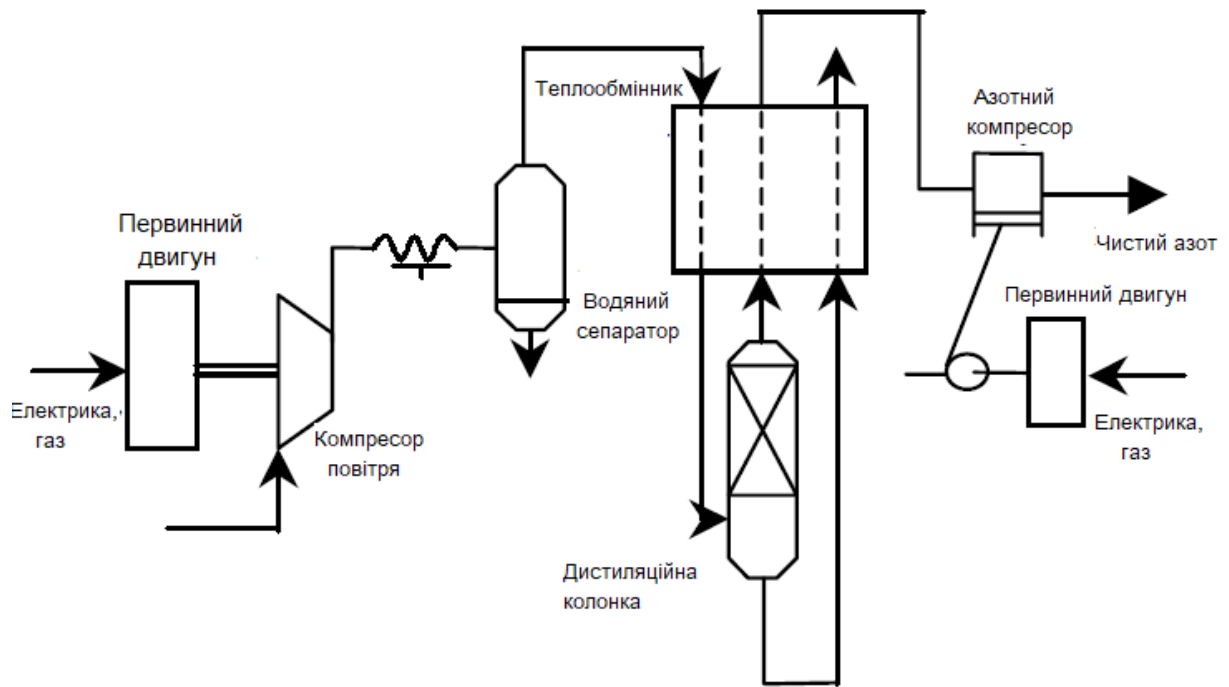 Теплообмінник
Азотний
компресор
Первинний
двигун
Чистий азот
Водяний
сепаратор
Первинний двигун
Електрика,
газ
Компресор
повітря
Електрика,
газ
Дистиляційна
колонка